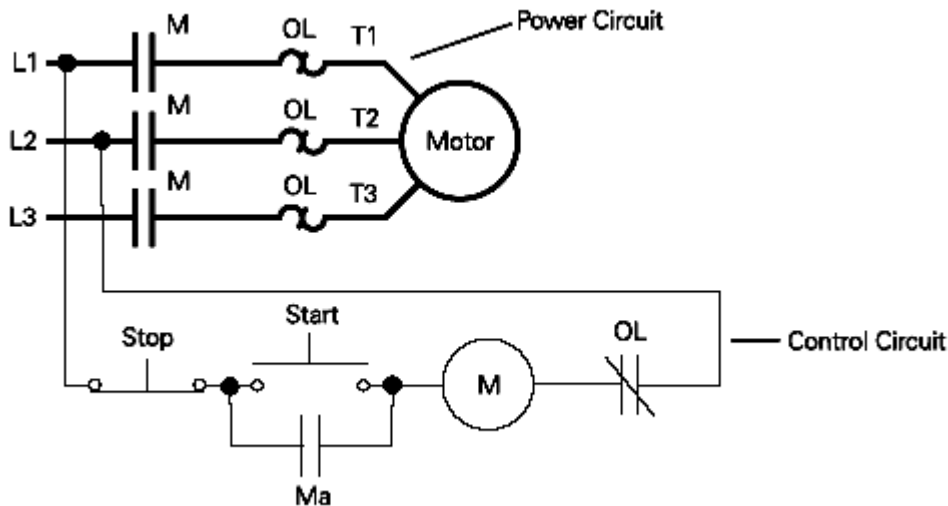 M OL T1 Power Circuit
L1
M OL T2
L2 Motor
M OL T3
L3
Start
Stop OL Control Circuit
M
Ma